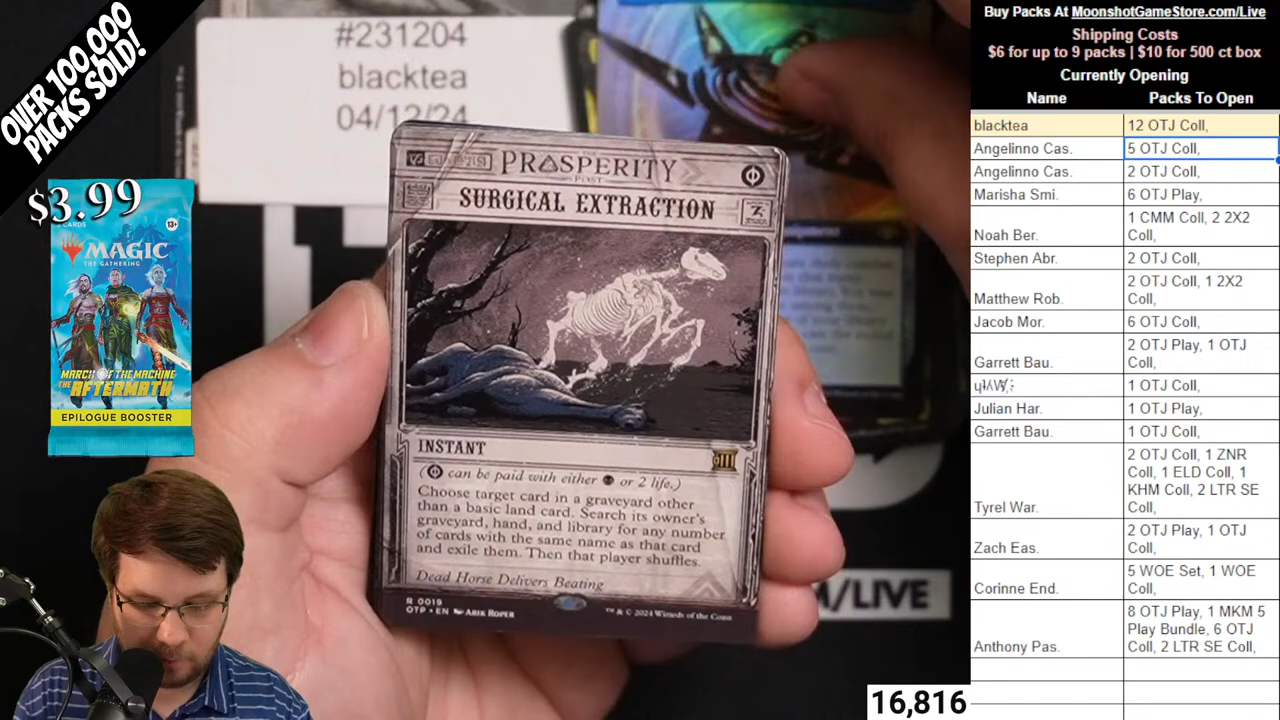 OVER 100,000
PACKS SOLD!
$3.99
CARDS
13+
MAGIC
THE GATHERING
MARCH OF THE MACHINE
THE AFTERMATH
EPILOGUE BOOSTER
#231204
blacktea
04/12/24
PROSPERITY
POST
SURGICAL EXTRACTION
INSTANT
( can be paid with either or 2 life.)
Choose target card in a graveyard other
than a basic land card. Search its owner's
graveyard, hand, and library for any number
of cards with the same name as that card
and exile them. Then that player shuffles.
Dead Horse Delivers Beating
R 0019
OTP • EN ARIK ROPER
™ & © 2024 Wizards of the Coast
/LIVE
16,816
Buy Packs At MoonshotGameStore.com/Live
Shipping Costs
$6 for up to 9 packs | $10 for 500 ct box
Currently Opening
Name Packs To Open
blacktea 12 OTJ Coll,
Angelinno Cas. 5 OTJ Coll,
Angelinno Cas. 2 OTJ Coll,
Marisha Smi. 6 OTJ Play,
Noah Ber. 1 CMM Coll, 2 2X2
Coll,
Stephen Abr. 2 OTJ Coll,
Matthew Rob. 2 OTJ Coll, 1 2X2
Coll,
Jacob Mor. 6 OTJ Coll,
Garrett Bau. 2 OTJ Play, 1 OTJ
Coll,
1 OTJ Coll,
Julian Har. 1 OTJ Play,
Garrett Bau. 1 OTJ Coll,
Tyrel War. 2 OTJ Coll, 1 ZNR
Coll, 1 ELD Coll, 1
KHM Coll, 2 LTR SE
Coll,
Zach Eas. 2 OTJ Play, 1 OTJ
Coll,
Corinne End. 5 WOE Set, 1 WOE
Coll,
Anthony Pas. 8 OTJ Play, 1 MKM 5
Play Bundle, 6 OTJ
Coll, 2 LTR SE Coll,